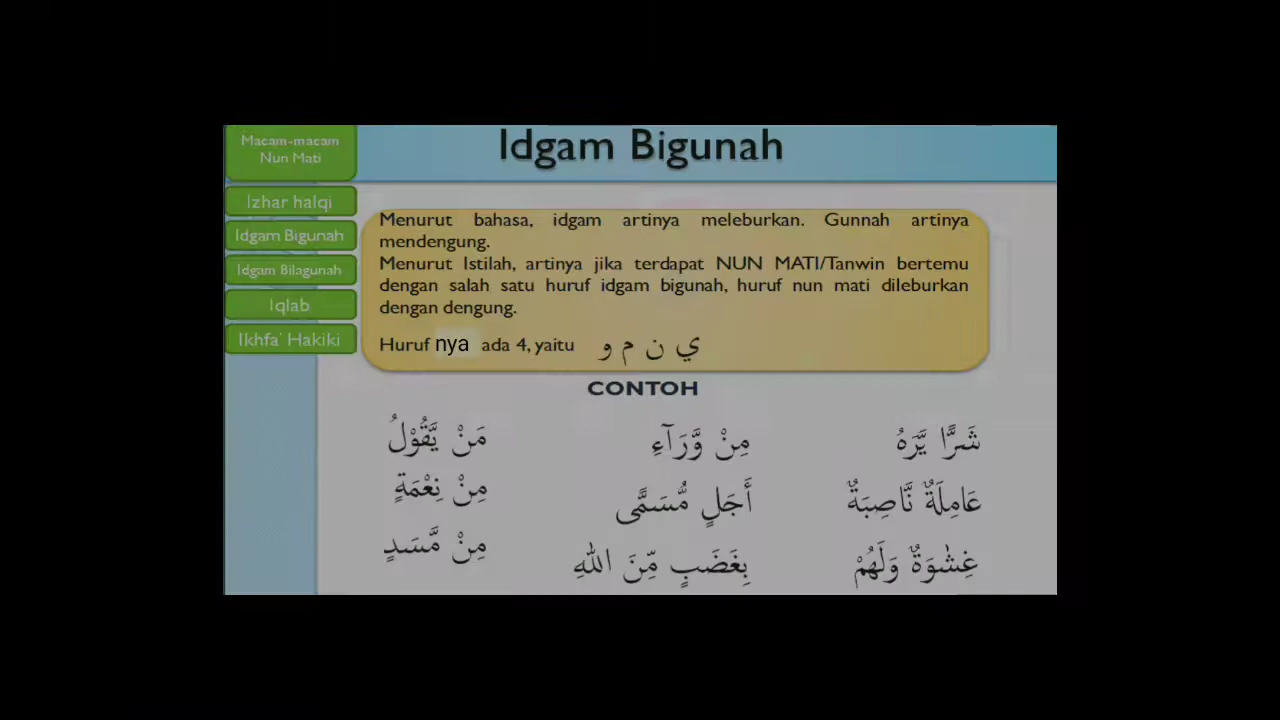 Idgam Bigunah
Macam-macam
Nun Mati
Izhar halqi
Idgam Bigunah
Idgam Bilagunah
Iqlab
Ikhfa' Hakiki
Menurut bahasa, idgam artinya meleburkan. Gunnah artinya
mendengung.
Menurut Istilah, artinya jika terdapat NUN MATI/Tanwin bertemu
dengan salah satu huruf idgam bigunah, huruf nun mati dileburkan
dengan dengung.
Huruf nya ada 4, yaitu ي ن م و
CONTOH
شَرًّا يَّرَهُ مِنْ وَّرَآءِ مَنْ يَّقُوْلُ
عَامِلَةٌ نَّاصِبَةٌ أَجَلٍ مُّسَمًّى مِنْ نِعْمَةٍ
غِشٰوَةٌ وَلَهُمْ بِغَضَبٍ مِّنَ اللّٰهِ مِنْ مَّسَدٍ